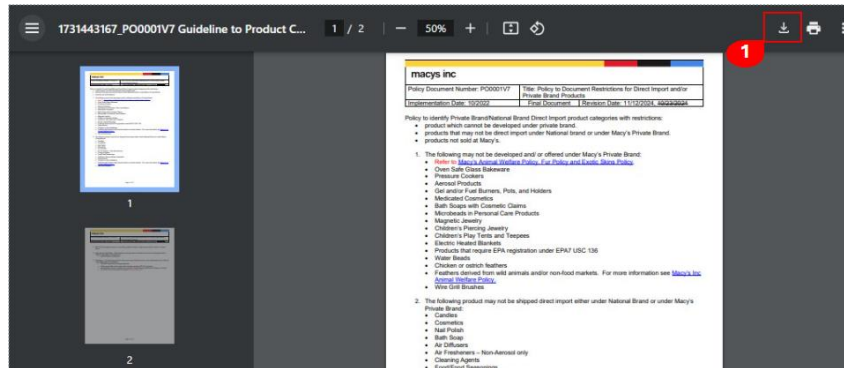 1731443167_PO0001V7 Guideline to Product C...
1 / 2
50%
1
1
2
macys inc
Policy Document Number: PO0001V7
Title: Policy to Document Restrictions for Direct Import and/or
Private Brand Products
Implementation Date: 10/2022
Final Document
Revision Date: 11/12/2024, 10/23/2024
Policy to identify Private Brand/National Brand Direct Import product categories with restrictions:
• product which cannot be developed under private brand.
• products that may not be direct import under National brand or under Macy's Private Brand.
• products not sold at Macy's.
1. The following may not be developed and/ or offered under Macy's Private Brand:
• Refer to Macy's Animal Welfare Policy, Fur Policy and Exotic Skins Policy.
• Oven Safe Glass Bakeware
• Pressure Cookers
• Aerosol Products
• Gel and/or Fuel Burners, Pots, and Holders
• Medicated Cosmetics
• Bath Soaps with Cosmetic Claims
• Microbeads in Personal Care Products
• Magnetic Jewelry
• Children's Piercing Jewelry
• Children's Play Tents and Teepees
• Electric Heated Blankets
• Products that require EPA registration under EPA7 USC 136
• Water Beads
• Chicken or ostrich feathers
• Feathers derived from wild animals and/or non-food markets. For more information see Macy's Inc
Animal Welfare Policy.
• Wire Grill Brushes
2. The following product may not be shipped direct import either under National Brand or under Macy's
Private Brand:
• Candles
• Cosmetics
• Nail Polish
• Bath Soap
• Air Diffusers
• Air Fresheners – Non-Aerosol only
• Cleaning Agents
• Food/Food Seasonings